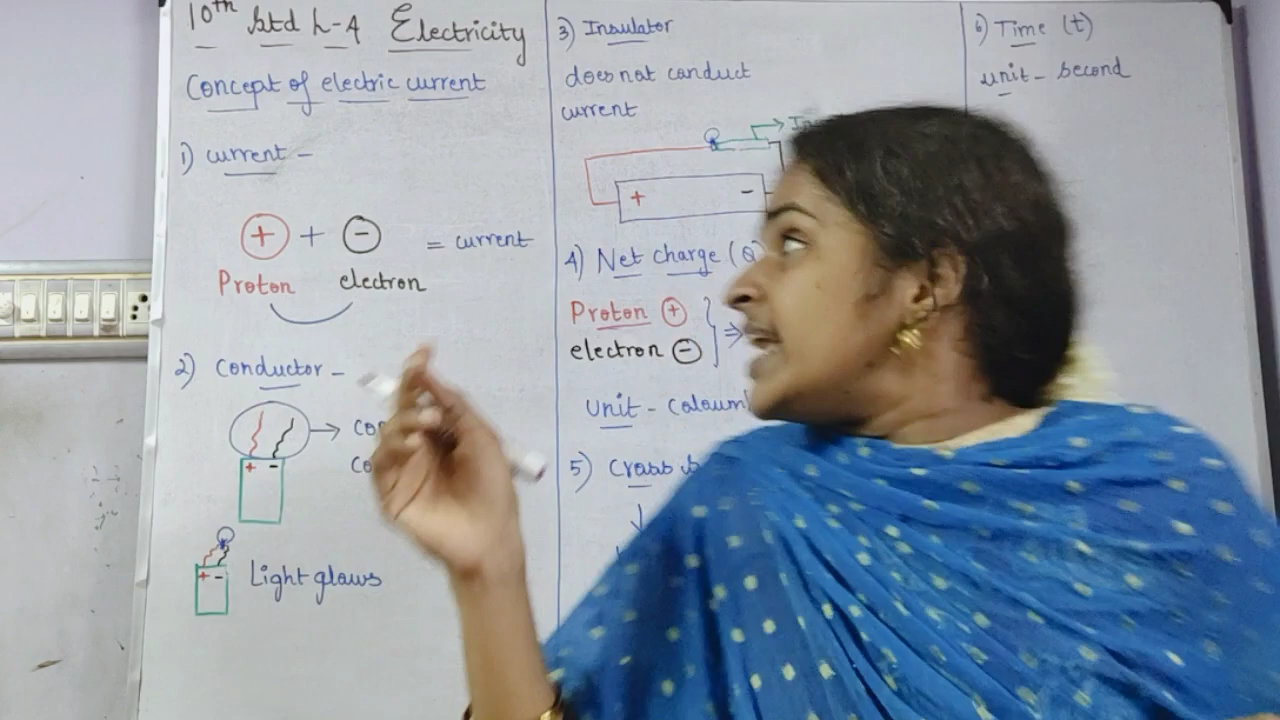 10th std L-4 Electricity
Concept of electric current
1) current -
+ + - = current
Proton electron
2) Conductor -
+ -
+ - Light glows
3) Insulator
does not conduct
current
+ -
4) Net charge (Q)
Proton +
electron -
Unit -
5) Cross
6) Time (t)
unit - second